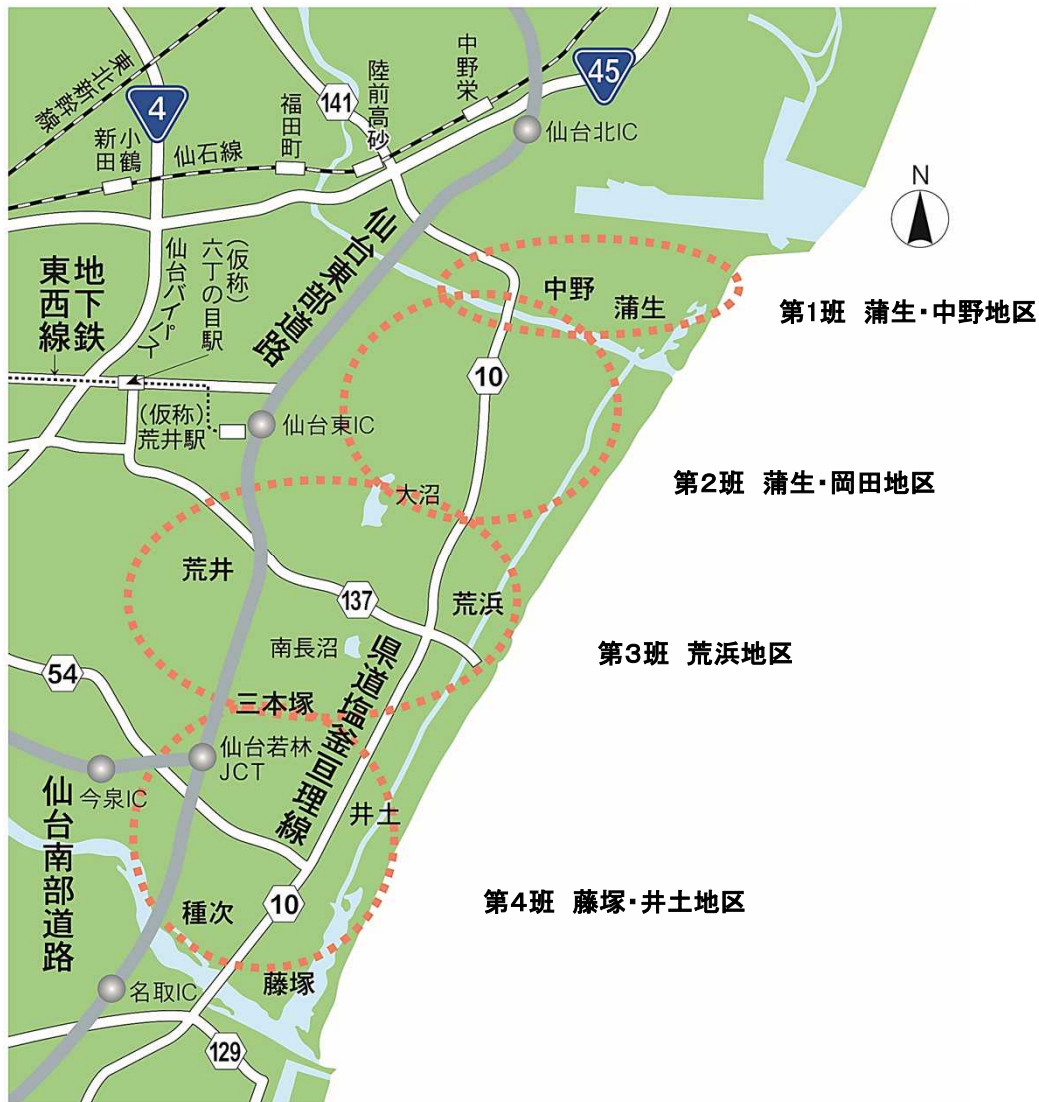 東北新幹線
4
141
陸前高砂
中野栄
45
仙台北IC
福田町
小鶴
新田
仙石線
N
仙台東部道路
(仮称)
六丁の目駅
仙台バイパス
地下鉄
東西線
中野
蒲生
第1班 蒲生・中野地区
10
(仮称)
荒井駅
仙台東IC
第2班 蒲生・岡田地区
大沼
荒井
137
荒浜
南長沼
第3班 荒浜地区
54
県道塩釜亘理線
三本塚
仙台若林
JCT
今泉IC
仙台南部道路
井土
第4班 藤塚・井土地区
種次
10
藤塚
名取IC
129